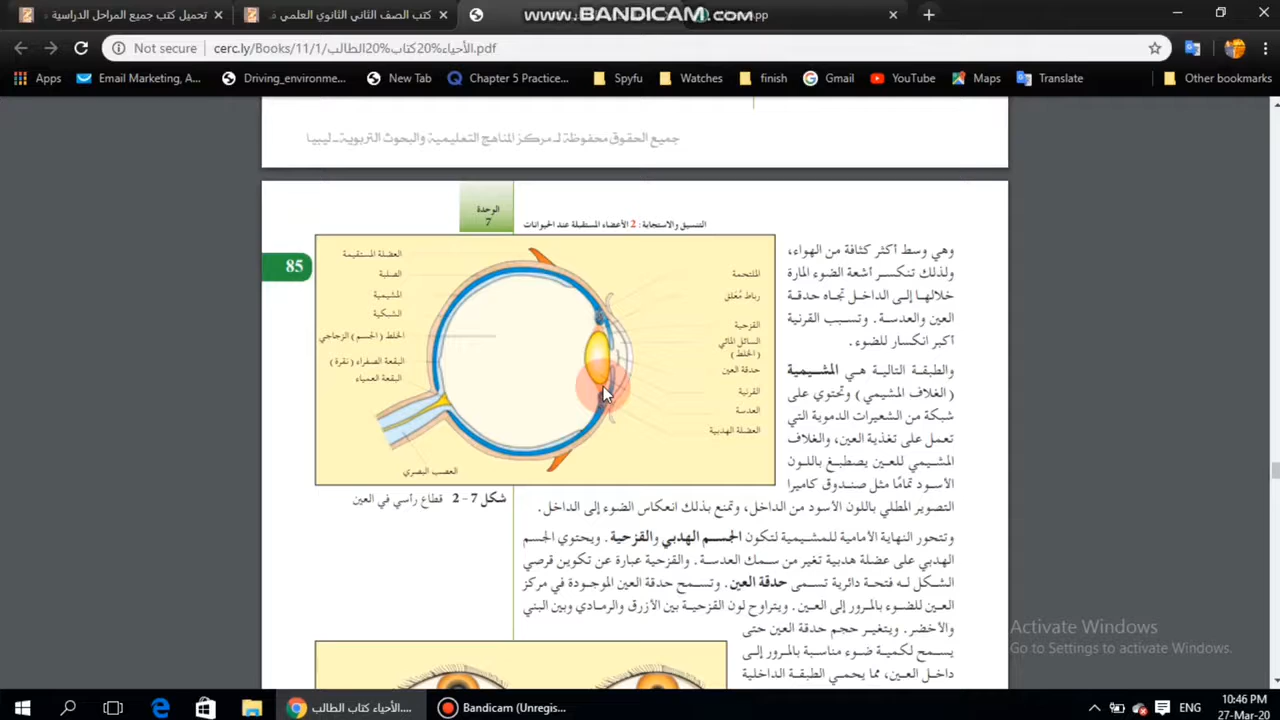 تحميل كتب جميع المراحل الدراسية
كتب الصف الثاني الثانوي العلمي
www.BANDICAM.com
Not secure
cerc.ly/Books/11/1/الأحياء%20كتاب%20الطالب.pdf
Apps
Email Marketing, A...
Driving_environme...
New Tab
Chapter 5 Practice...
Spyfu
Watches
finish
Gmail
YouTube
Maps
Translate
Other bookmarks
جميع الحقوق محفوظة لـ مركز المناهج التعليمية والبحوث التربوية ــ ليبيا
الوحدة
7
التنسيق والاستجابة : 2 الأعضاء المستقبلة عند الحيوانات
85
وهي وسط أكثر كثافة من الهواء،
ولذلك تنكسر أشعة الضوء المارة
خلالها إلى الداخل تجاه حدقة
العين والعدسة. وتسبب القرنية
أكبر انكسار للضوء.
والطبقة التالية هي المشيمية
(الغلاف المشيمي) وتحتوي على
شبكة من الشعيرات الدموية التي
تعمل على تغذية العين، والغلاف
المشيمي للعين يصطبغ باللون
الأسود تمامًا مثل صندوق كاميرا
التصوير المطلي باللون الأسود من الداخل، وتمنع بذلك انعكاس الضوء إلى الداخل.
الملتحمة
رباط مُعَلق
القزحية
السائل المائي
(الخلط)
حدقة العين
القرنية
العدسة
العضلة الهدبية
العضلة المستقيمة
الصلبة
المشيمية
الشبكية
الخلط (الجسم) الزجاجي
البقعة الصفراء (نقرة)
البقعة العمياء
العصب البصري
شكل 7 - 2 قطاع رأسي في العين
وتتحور النهاية الأمامية للمشيمية لتكون الجسم الهدبي والقزحية. ويحتوي الجسم
الهدبي على عضلة هدبية تغير من سمك العدسة. والقزحية عبارة عن تكوين قرصي
الشكل له فتحة دائرية تسمى حدقة العين. وتسمح حدقة العين الموجودة في مركز
العين للضوء بالمرور إلى العين. ويتراوح لون القزحية بين الأزرق والرمادي وبين البني
والأخضر. ويتغير حجم حدقة العين حتى
يسمح لكمية ضوء مناسبة بالمرور إلى
داخل العين، مما يحمي الطبقة الداخلية
Activate Windows
Go to Settings to activate Windows.
الأحياء كتاب الطالب....
Bandicam (Unregis...
ENG
10:46 PM
27-Mar-20